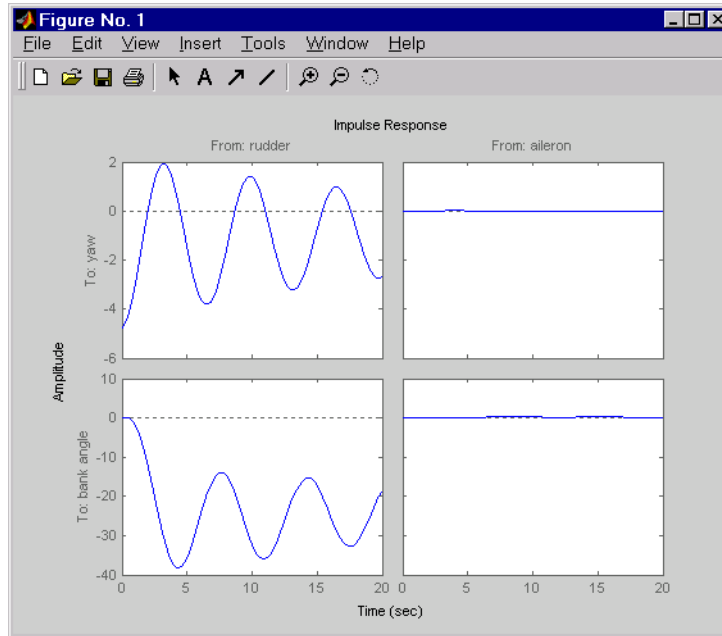 Figure No. 1
File Edit View Insert Tools Window Help
A
Impulse Response
From: rudder From: aileron
To: yaw
2
0
-2
-4
-6
Amplitude
To: bank angle
10
0
-10
-20
-30
-40
0 5 10 15 20 0 5 10 15 20
Time (sec)